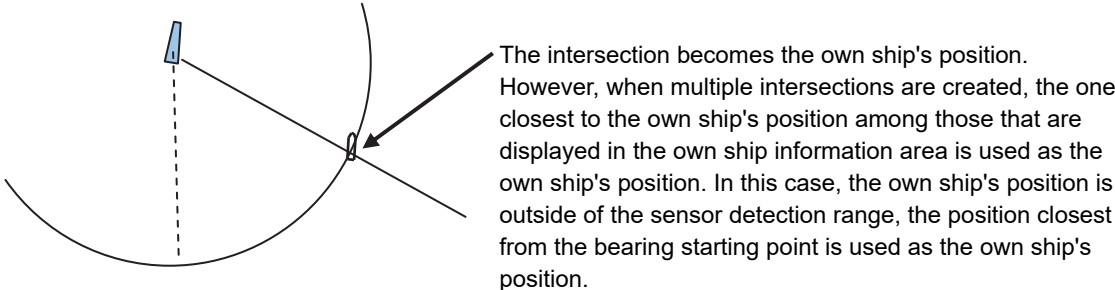 The intersection becomes the own ship's position.
However, when multiple intersections are created, the one
closest to the own ship's position among those that are
displayed in the own ship information area is used as the
own ship's position. In this case, the own ship's position is
outside of the sensor detection range, the position closest
from the bearing starting point is used as the own ship's
position.